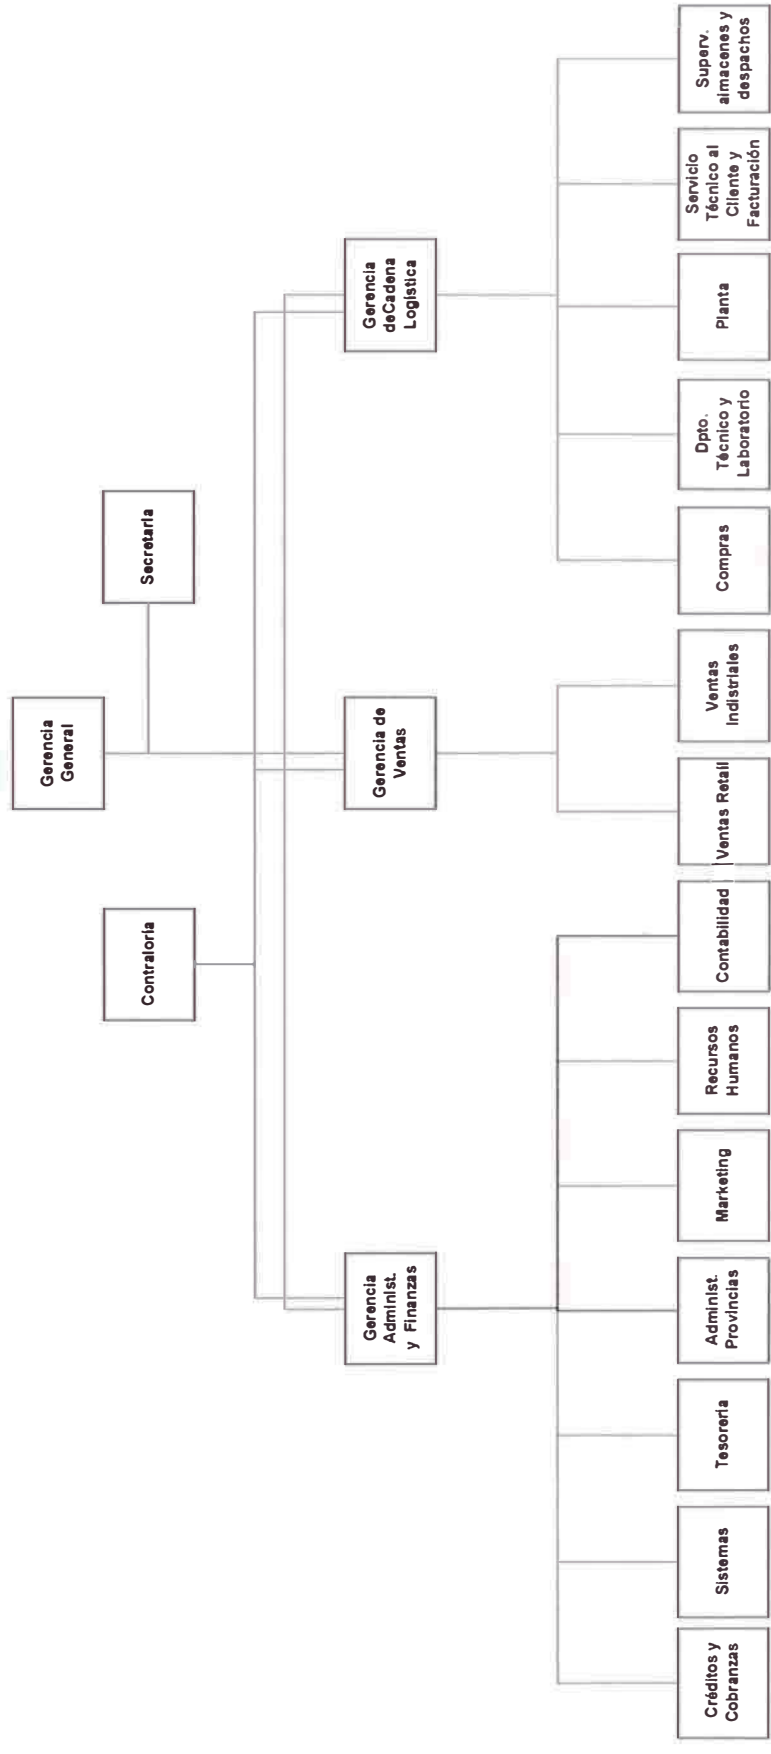 Gerencia
General
Contraloría
Secretaria
Gerencia
Administ.
y Finanzas
Gerencia de
Ventas
Gerencia
deCadena
Logística
Créditos y
Cobranzas
Sistemas
Tesorería
Administ.
Provincias
Marketing
Recursos
Humanos
Contabilidad
Ventas Retail
Ventas
Indistriales
Compras
Dpto.
Técnico y
Laboratorio
Planta
Servicio
Técnico al
Cliente y
Facturación
Superv.
almacenes y
despachos